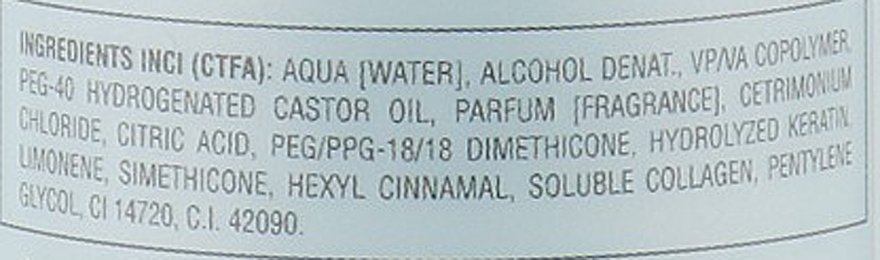 INGREDIENTS INCI (CTFA): AQUA [WATER], ALCOHOL DENAT., VP/VA COPOLYMER,
PEG-40 HYDROGENATED CASTOR OIL, PARFUM [FRAGRANCE], CETRIMONIUM
CHLORIDE, CITRIC ACID, PEG/PPG-18/18 DIMETHICONE, HYDROLYZED KERATIN,
LIMONENE, SIMETHICONE, HEXYL CINNAMAL, SOLUBLE COLLAGEN, PENTYLENE
GLYCOL, CI 14720, C.I. 42090.